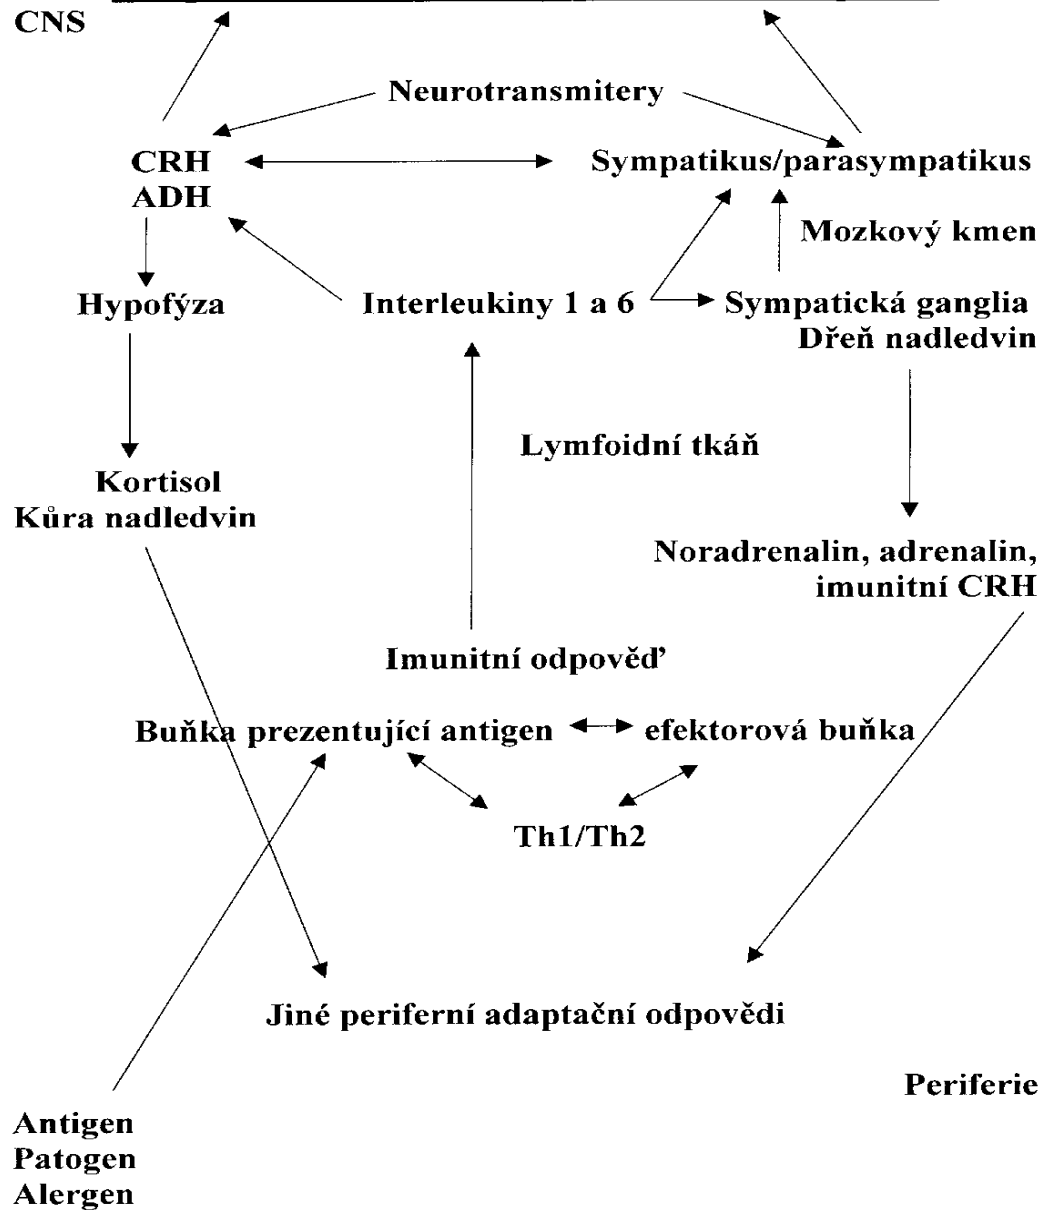 CNS
Neurotransmitery
CRH
ADH
Sympatikus/parasympatikus
Mozkový kmen
Hypofýza
Interleukiny 1 a 6
Sympatická ganglia
Dřeň nadledvin
Lymfoidní tkáň
Kortisol
Kůra nadledvin
Noradrenalin, adrenalin,
imunitní CRH
Imunitní odpověď
Buňka prezentující antigen
efektorová buňka
Th1/Th2
Jiné periferní adaptační odpovědi
Periferie
Antigen
Patogen
Alergen